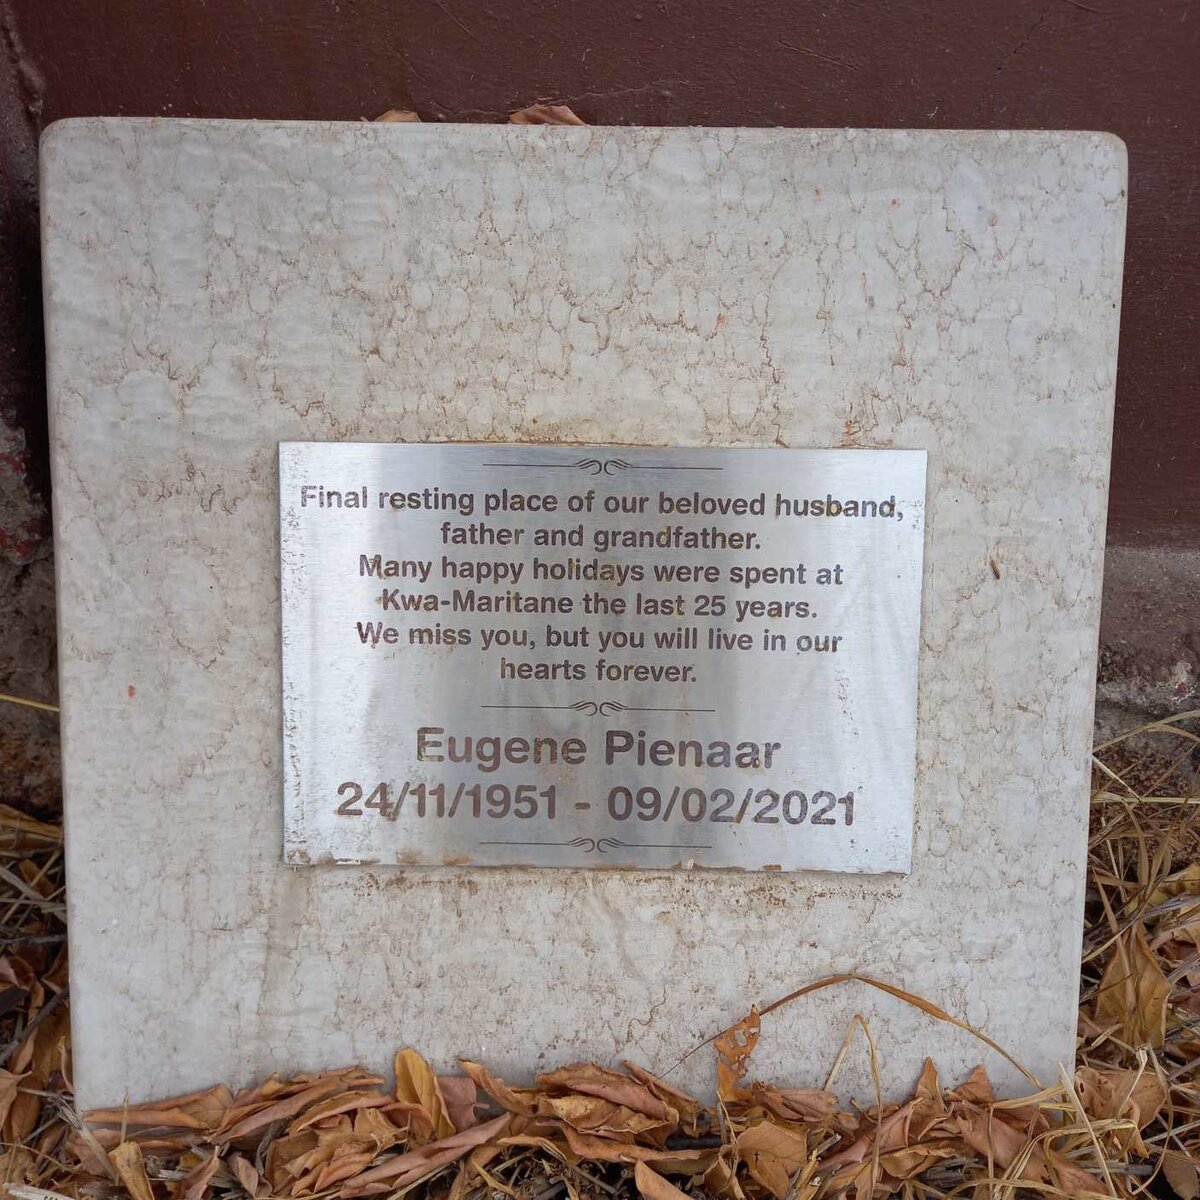 Final resting place of our beloved husband,
father and grandfather.
Many happy holidays were spent at
Kwa-Maritane the last 25 years.
We miss you, but you will live in our
hearts forever.
Eugene Pienaar
24/11/1951 - 09/02/2021